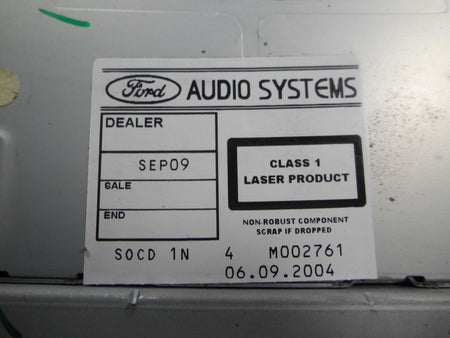 Ford AUDIO SYSTEMS
DEALER
SEP09
SALE
END
CLASS 1
LASER PRODUCT
NON-ROBUST COMPONENT
SCRAP IF DROPPED
SOCD 1N 4 M002761
06.09.2004